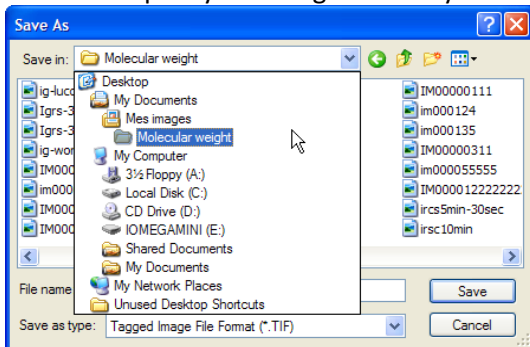 Save As
Save in: Molecular weight
Desktop
My Documents
Mes images
Molecular weight
My Computer
3½ Floppy (A:)
Local Disk (C:)
CD Drive (D:)
IOMEGAMINI (E:)
Shared Documents
My Documents
My Network Places
Unused Desktop Shortcuts
ig-lucc
Igrs-3
Igrs-3
ig-wor
IM000
im000
IM000
IM000
IM00000111
im000124
im000135
IM00000311
im000055555
IM000012222222
ircs5min-30sec
irsc10min
File name
Save
Save as type: Tagged Image File Format (*.TIF)
Cancel